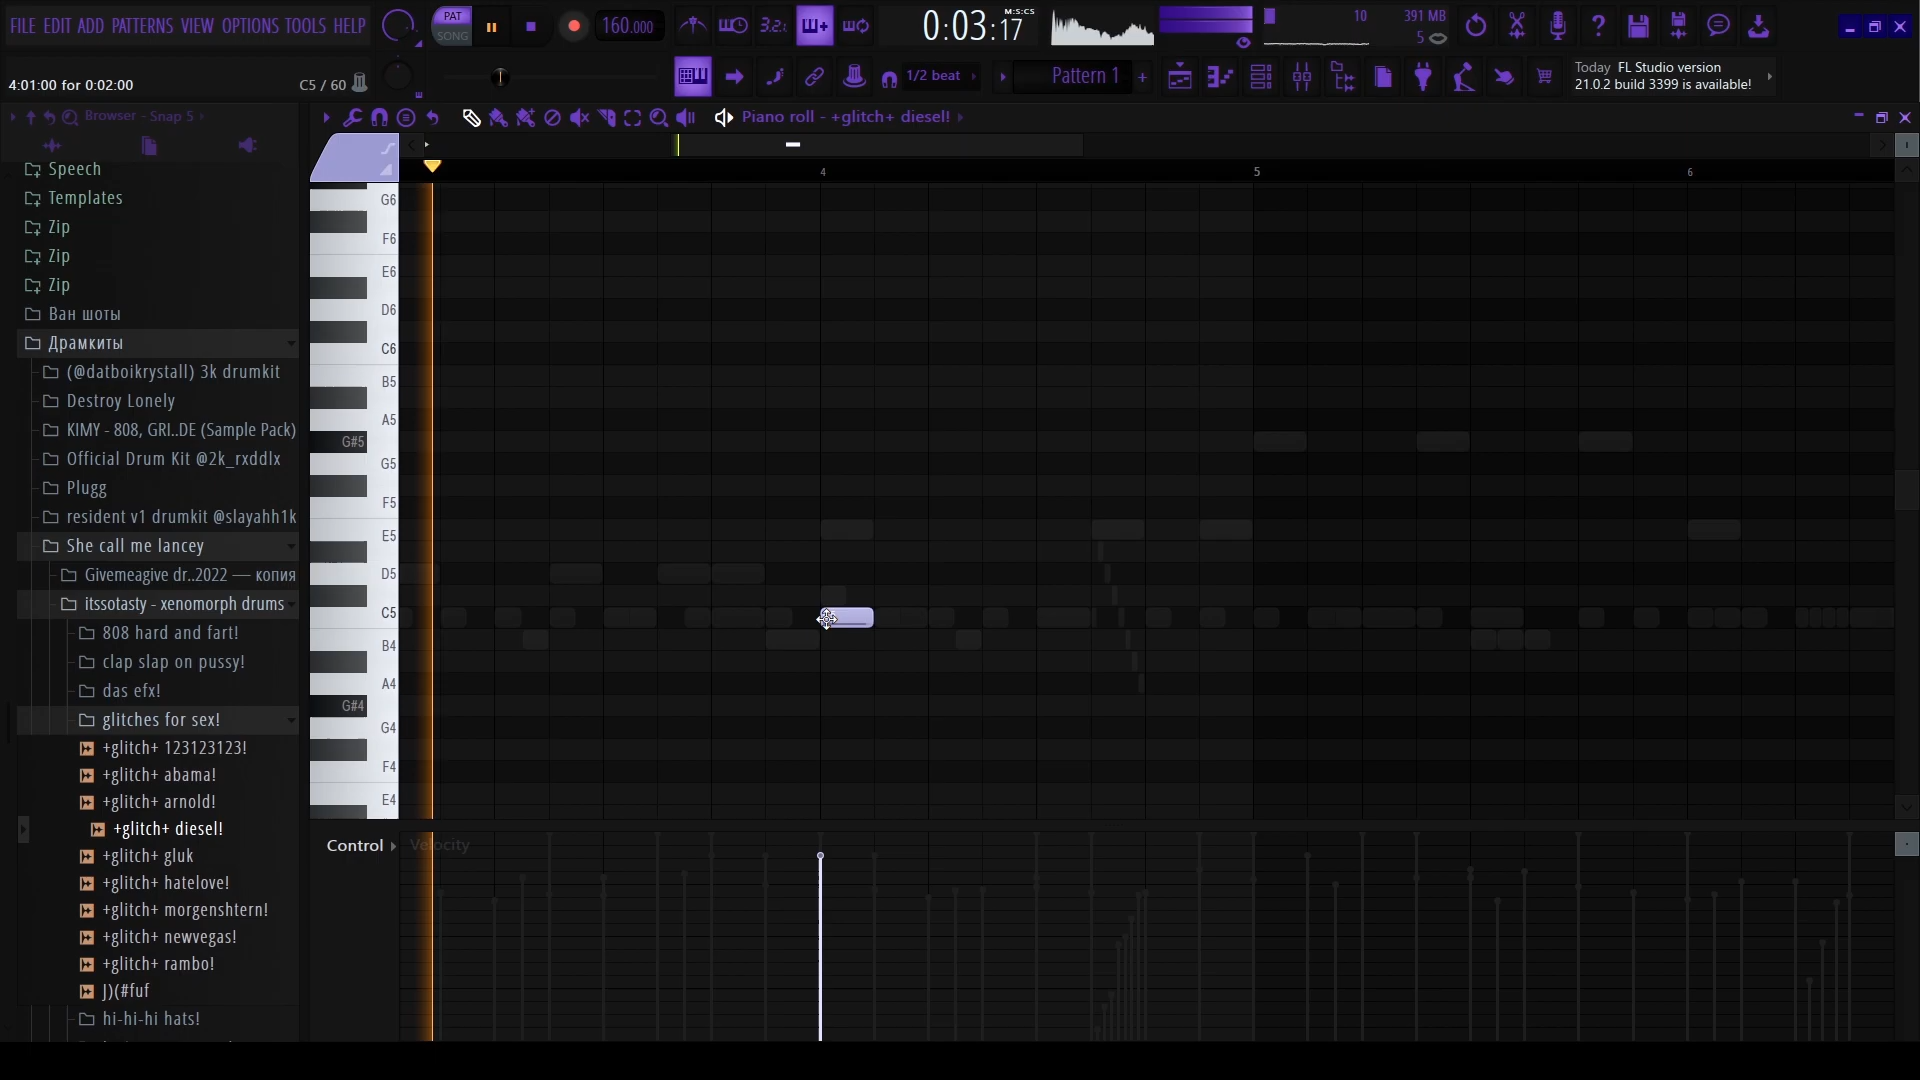 FILE EDIT ADD PATTERNS VIEW OPTIONS TOOLS HELP
PAT
SONG
160.000
3.2
0:03:17
M:S:CS
10
391 MB
5
4:01:00 for 0:02:00
C5 / 60
1/2 beat
Pattern 1
+
Today FL Studio version
21.0.2 build 3399 is available!
Browser - Snap 5
Piano roll - +glitch+ diesel!
4
5
6
Speech
Templates
Zip
Zip
Zip
Ван шоты
Драмкиты
(@datboikrystall) 3k drumkit
Destroy Lonely
KIMY - 808, GRI..DE (Sample Pack)
Official Drum Kit @2k_rxddlx
Plugg
resident v1 drumkit @slayahh1k
She call me lancey
Givemeagive dr..2022 — копия
itssotasty - xenomorph drums
808 hard and fart!
clap slap on pussy!
das efx!
glitches for sex!
+glitch+ 123123123!
+glitch+ abama!
+glitch+ arnold!
+glitch+ diesel!
+glitch+ gluk
+glitch+ hatelove!
+glitch+ morgenshtern!
+glitch+ newvegas!
+glitch+ rambo!
J)(#fuf
hi-hi-hi hats!
G6
F6
E6
D6
C6
B5
A5
G#5
G5
F5
E5
D5
C5
B4
A4
G#4
G4
F4
E4
Control
Velocity